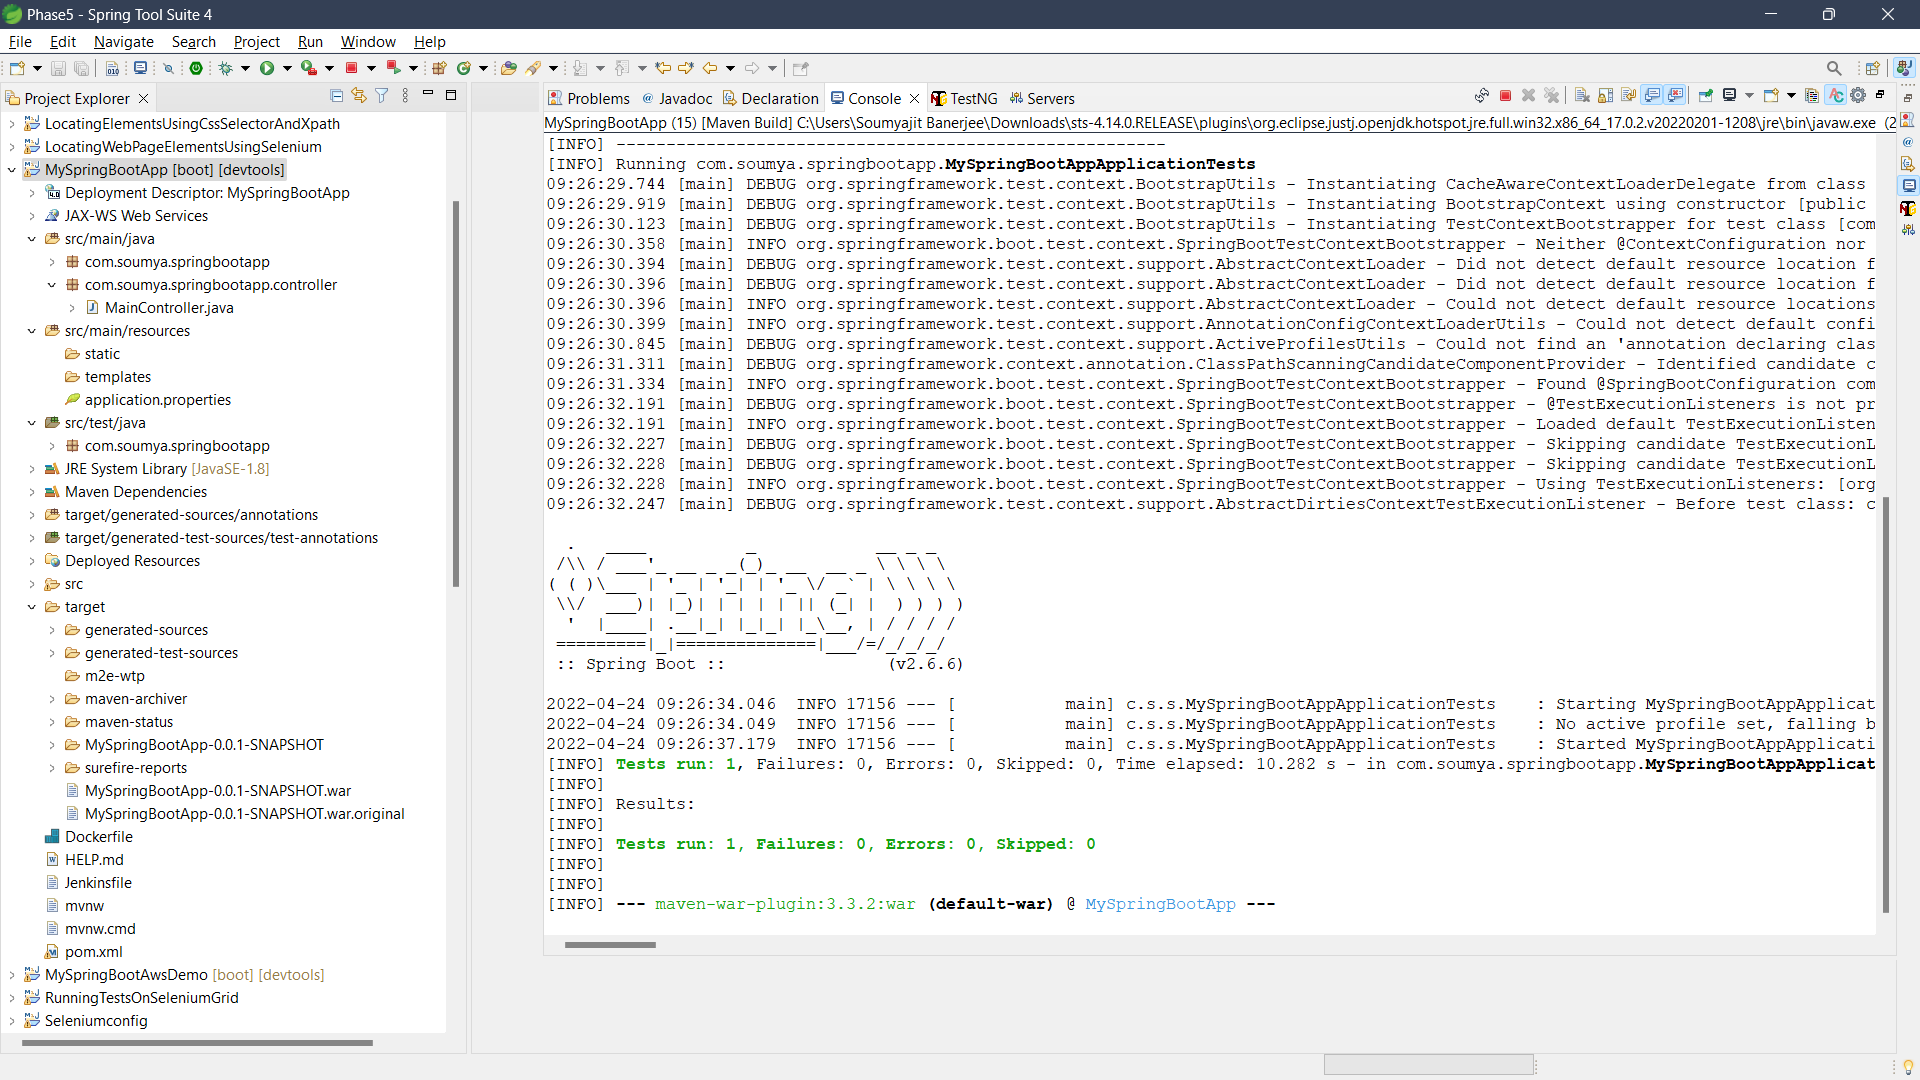 Phase5 - Spring Tool Suite 4
File Edit Navigate Search Project Run Window Help
Project Explorer
LocatingElementsUsingCssSelectorAndXpath
LocatingWebPageElementsUsingSelenium
MySpringBootApp [boot] [devtools]
Deployment Descriptor: MySpringBootApp
JAX-WS Web Services
src/main/java
com.soumya.springbootapp
com.soumya.springbootapp.controller
MainController.java
src/main/resources
static
templates
application.properties
src/test/java
com.soumya.springbootapp
JRE System Library [JavaSE-1.8]
Maven Dependencies
target/generated-sources/annotations
target/generated-test-sources/test-annotations
Deployed Resources
src
target
generated-sources
generated-test-sources
m2e-wtp
maven-archiver
maven-status
MySpringBootApp-0.0.1-SNAPSHOT
surefire-reports
MySpringBootApp-0.0.1-SNAPSHOT.war
MySpringBootApp-0.0.1-SNAPSHOT.war.original
Dockerfile
HELP.md
Jenkinsfile
mvnw
mvnw.cmd
pom.xml
MySpringBootAwsDemo [boot] [devtools]
RunningTestsOnSeleniumGrid
Seleniumconfig
Problems Javadoc Declaration Console TestNG Servers
MySpringBootApp (15) [Maven Build] C:\Users\Soumyajit Banerjee\Downloads\sts-4.14.0.RELEASE\plugins\org.eclipse.justj.openjdk.hotspot.jre.full.win32.x86_64_17.0.2.v20220201-1208\jre\bin\javaw.exe (2
[INFO] -------------------------------------------------------
[INFO] Running com.soumya.springbootapp.MySpringBootAppApplicationTests
09:26:29.744 [main] DEBUG org.springframework.test.context.BootstrapUtils - Instantiating CacheAwareContextLoaderDelegate from class
09:26:29.919 [main] DEBUG org.springframework.test.context.BootstrapUtils - Instantiating BootstrapContext using constructor [public
09:26:30.123 [main] DEBUG org.springframework.test.context.BootstrapUtils - Instantiating TestContextBootstrapper for test class [com
09:26:30.358 [main] INFO org.springframework.boot.test.context.SpringBootTestContextBootstrapper - Neither @ContextConfiguration nor
09:26:30.394 [main] DEBUG org.springframework.test.context.support.AbstractContextLoader - Did not detect default resource location f
09:26:30.396 [main] DEBUG org.springframework.test.context.support.AbstractContextLoader - Did not detect default resource location f
09:26:30.396 [main] INFO org.springframework.test.context.support.AbstractContextLoader - Could not detect default resource locations
09:26:30.399 [main] INFO org.springframework.test.context.support.AnnotationConfigContextLoaderUtils - Could not detect default confi
09:26:30.845 [main] DEBUG org.springframework.test.context.support.ActiveProfilesUtils - Could not find an 'annotation declaring clas
09:26:31.311 [main] DEBUG org.springframework.context.annotation.ClassPathScanningCandidateComponentProvider - Identified candidate c
09:26:31.334 [main] INFO org.springframework.boot.test.context.SpringBootTestContextBootstrapper - Found @SpringBootConfiguration com
09:26:32.191 [main] DEBUG org.springframework.boot.test.context.SpringBootTestContextBootstrapper - @TestExecutionListeners is not pr
09:26:32.191 [main] INFO org.springframework.boot.test.context.SpringBootTestContextBootstrapper - Loaded default TestExecutionListen
09:26:32.227 [main] DEBUG org.springframework.boot.test.context.SpringBootTestContextBootstrapper - Skipping candidate TestExecutionL
09:26:32.228 [main] DEBUG org.springframework.boot.test.context.SpringBootTestContextBootstrapper - Skipping candidate TestExecutionL
09:26:32.228 [main] INFO org.springframework.boot.test.context.SpringBootTestContextBootstrapper - Using TestExecutionListeners: [org
09:26:32.247 [main] DEBUG org.springframework.test.context.support.AbstractDirtiesContextTestExecutionListener - Before test class: c
  .   ____          _            __ _ _
 /\\ / ___'_ __ _ _(_)_ __  __ _ \ \ \ \
( ( )\___ | '_ | '_| | '_ \/ _` | \ \ \ \
 \\/  ___)| |_)| | | | | || (_| |  ) ) ) )
  '  |____| .__|_| |_|_| |_\__, | / / / /
 =========|_|==============|___/=/_/_/_/
 :: Spring Boot ::                (v2.6.6)
2022-04-24 09:26:34.046  INFO 17156 --- [           main] c.s.s.MySpringBootAppApplicationTests    : Starting MySpringBootAppApplicat
2022-04-24 09:26:34.049  INFO 17156 --- [           main] c.s.s.MySpringBootAppApplicationTests    : No active profile set, falling b
2022-04-24 09:26:37.179  INFO 17156 --- [           main] c.s.s.MySpringBootAppApplicationTests    : Started MySpringBootAppApplicati
[INFO] Tests run: 1, Failures: 0, Errors: 0, Skipped: 0, Time elapsed: 10.282 s - in com.soumya.springbootapp.MySpringBootAppApplicat
[INFO]
[INFO] Results:
[INFO]
[INFO] Tests run: 1, Failures: 0, Errors: 0, Skipped: 0
[INFO]
[INFO]
[INFO] --- maven-war-plugin:3.3.2:war (default-war) @ MySpringBootApp ---